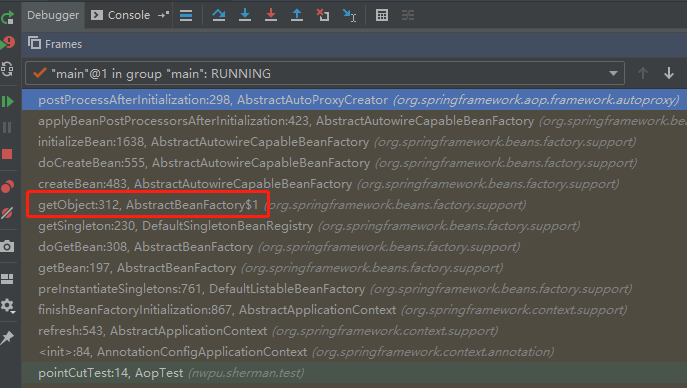 Debugger Console
Frames
"main"@1 in group "main": RUNNING
postProcessAfterInitialization:298, AbstractAutoProxyCreator (org.springframework.aop.framework.autoproxy)
applyBeanPostProcessorsAfterInitialization:423, AbstractAutowireCapableBeanFactory (org.springframework.beans.factory.
initializeBean:1638, AbstractAutowireCapableBeanFactory (org.springframework.beans.factory.support)
doCreateBean:555, AbstractAutowireCapableBeanFactory (org.springframework.beans.factory.support)
createBean:483, AbstractAutowireCapableBeanFactory (org.springframework.beans.factory.support)
getObject:312, AbstractBeanFactory$1 (org.springframework.beans.factory.support)
getSingleton:230, DefaultSingletonBeanRegistry (org.springframework.beans.factory.support)
doGetBean:308, AbstractBeanFactory (org.springframework.beans.factory.support)
getBean:197, AbstractBeanFactory (org.springframework.beans.factory.support)
preInstantiateSingletons:761, DefaultListableBeanFactory (org.springframework.beans.factory.support)
finishBeanFactoryInitialization:867, AbstractApplicationContext (org.springframework.context.support)
refresh:543, AbstractApplicationContext (org.springframework.context.support)
<init>:84, AnnotationConfigApplicationContext (org.springframework.context.annotation)
pointCutTest:14, AopTest (nwpu.sherman.test)